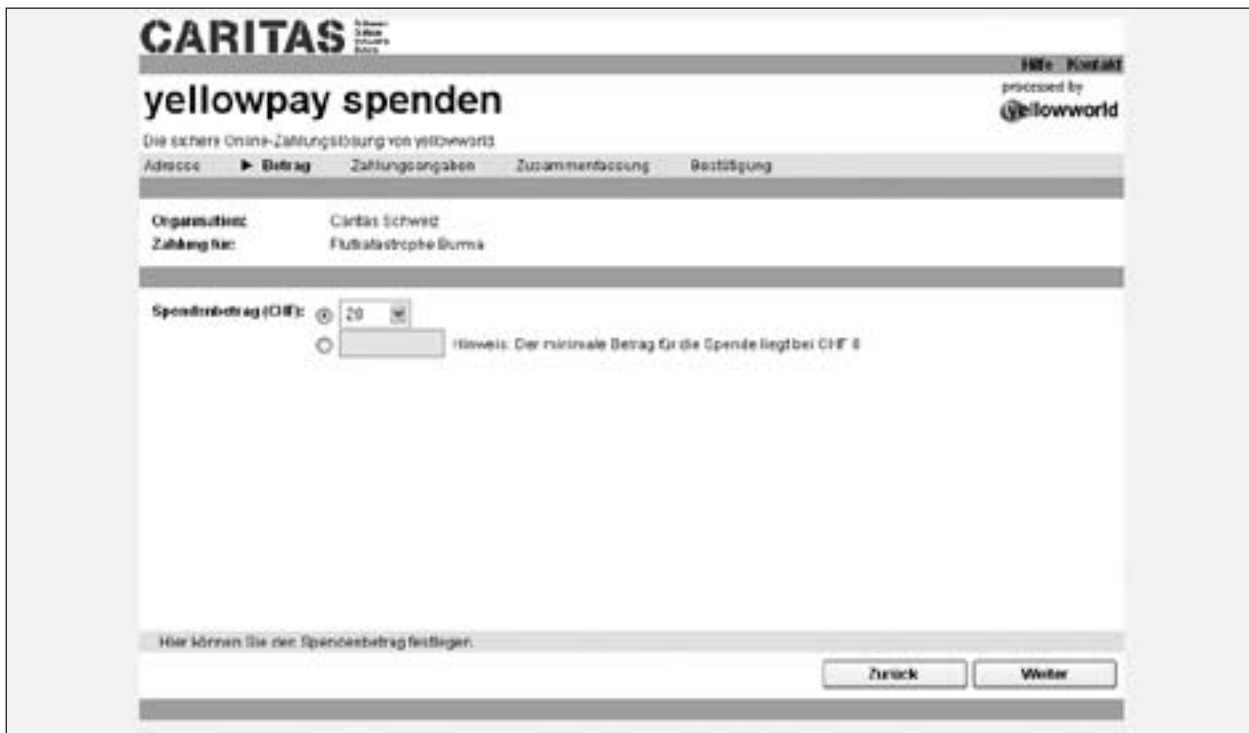 CARITAS
Hilfe Kontakt
yellowpay spenden
processed by
yellowworld
Die sichere Online-Zahlungslösung von yellowworld
Adresse ▶ Betrag Zahlungsangaben Zusammenfassung Bestätigung
Organisation: Caritas Schweiz
Zahlung für: Flutkatastrophe Burma
Spendenbetrag (CHF): 20
Hinweis: Der minimale Betrag für die Spende liegt bei CHF
Hier können Sie den Spendenbetrag festlegen.
Zurück Weiter